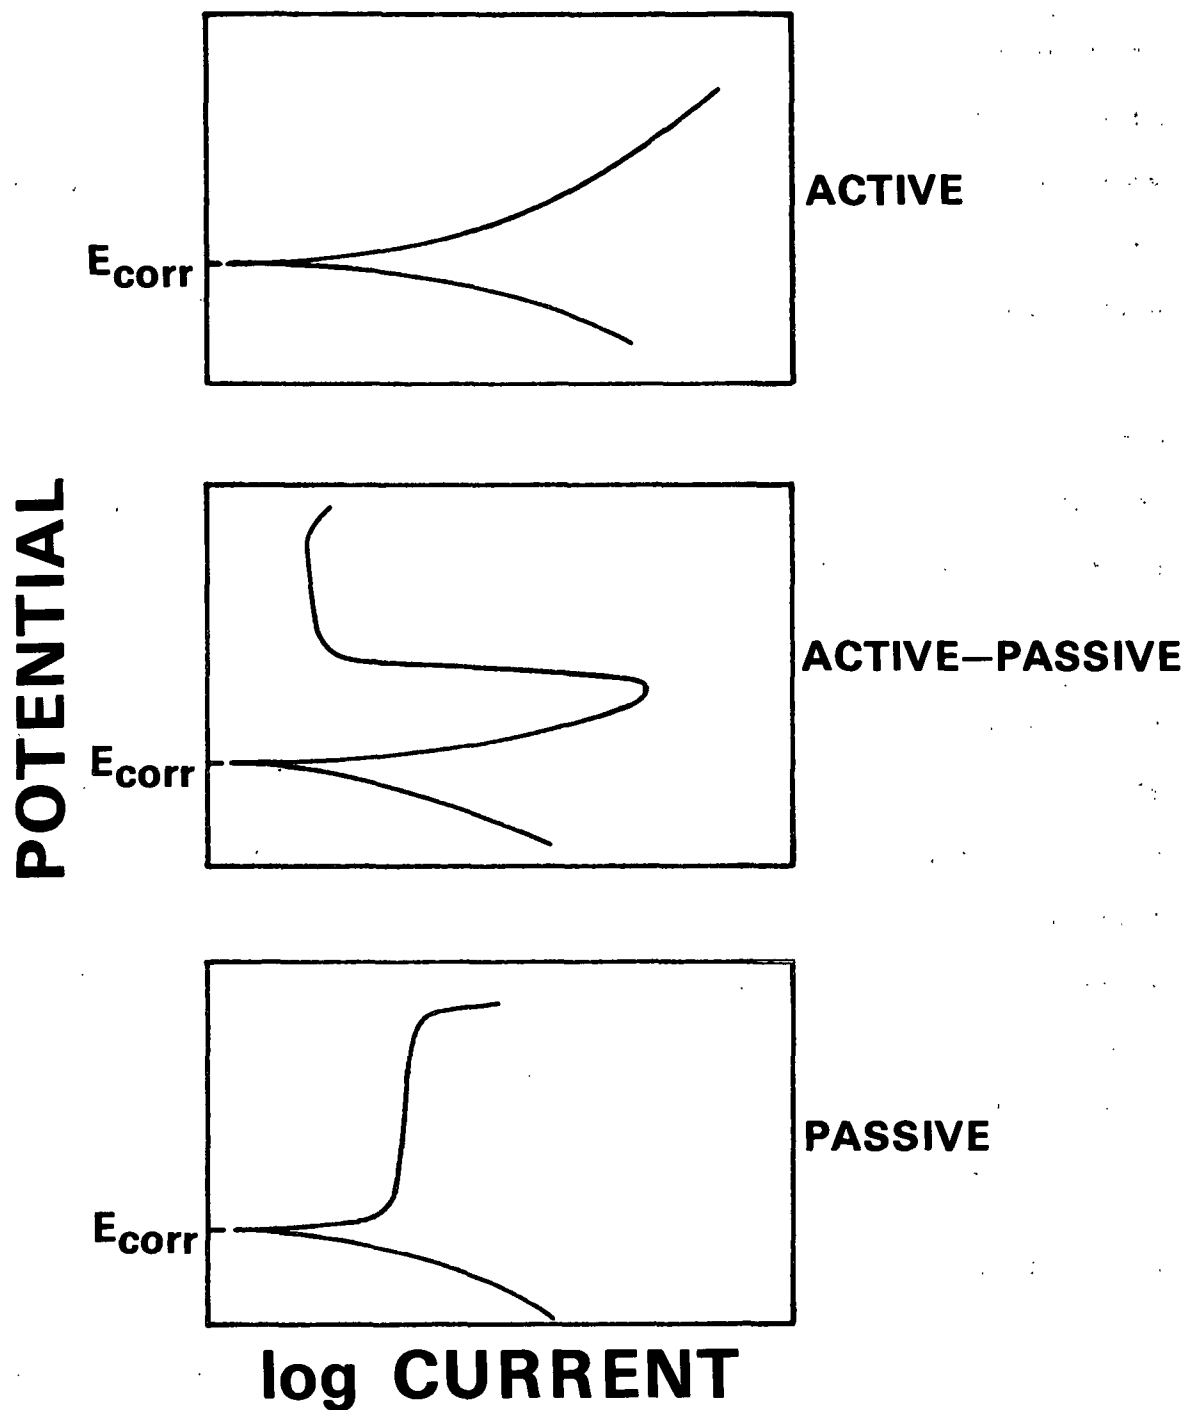 ACTIVE
Ecorr
POTENTIAL
ACTIVE—PASSIVE
Ecorr
PASSIVE
Ecorr
log CURRENT